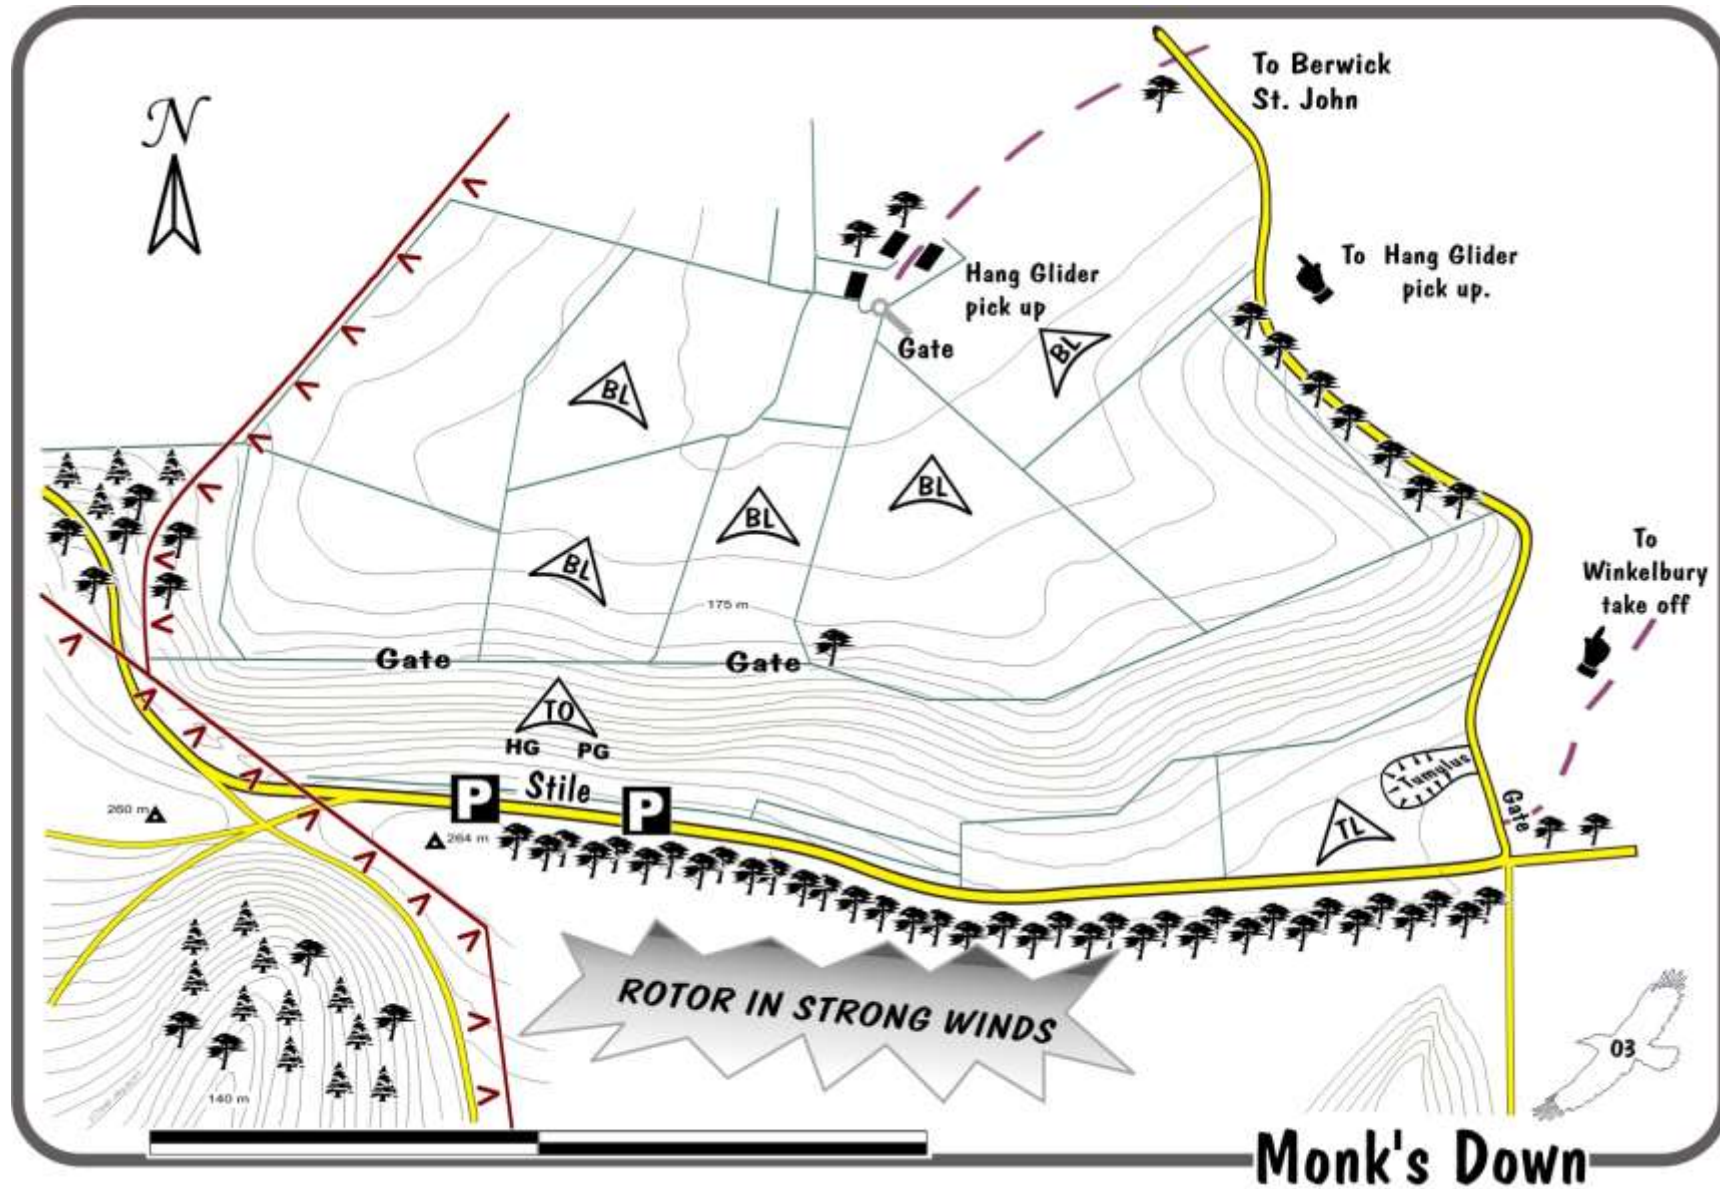 N
To Berwick
St. John
To Hang Glider
pick up.
Hang Glider
pick up
Gate
BL
BL
BL
BL
BL
To
Winkelbury
take off
175 m
Gate
Gate
TO
HG PG
Stile
P
P
Tumulus
Gate
TL
260 m
264 m
ROTOR IN STRONG WINDS
03
140 m
Monk's Down